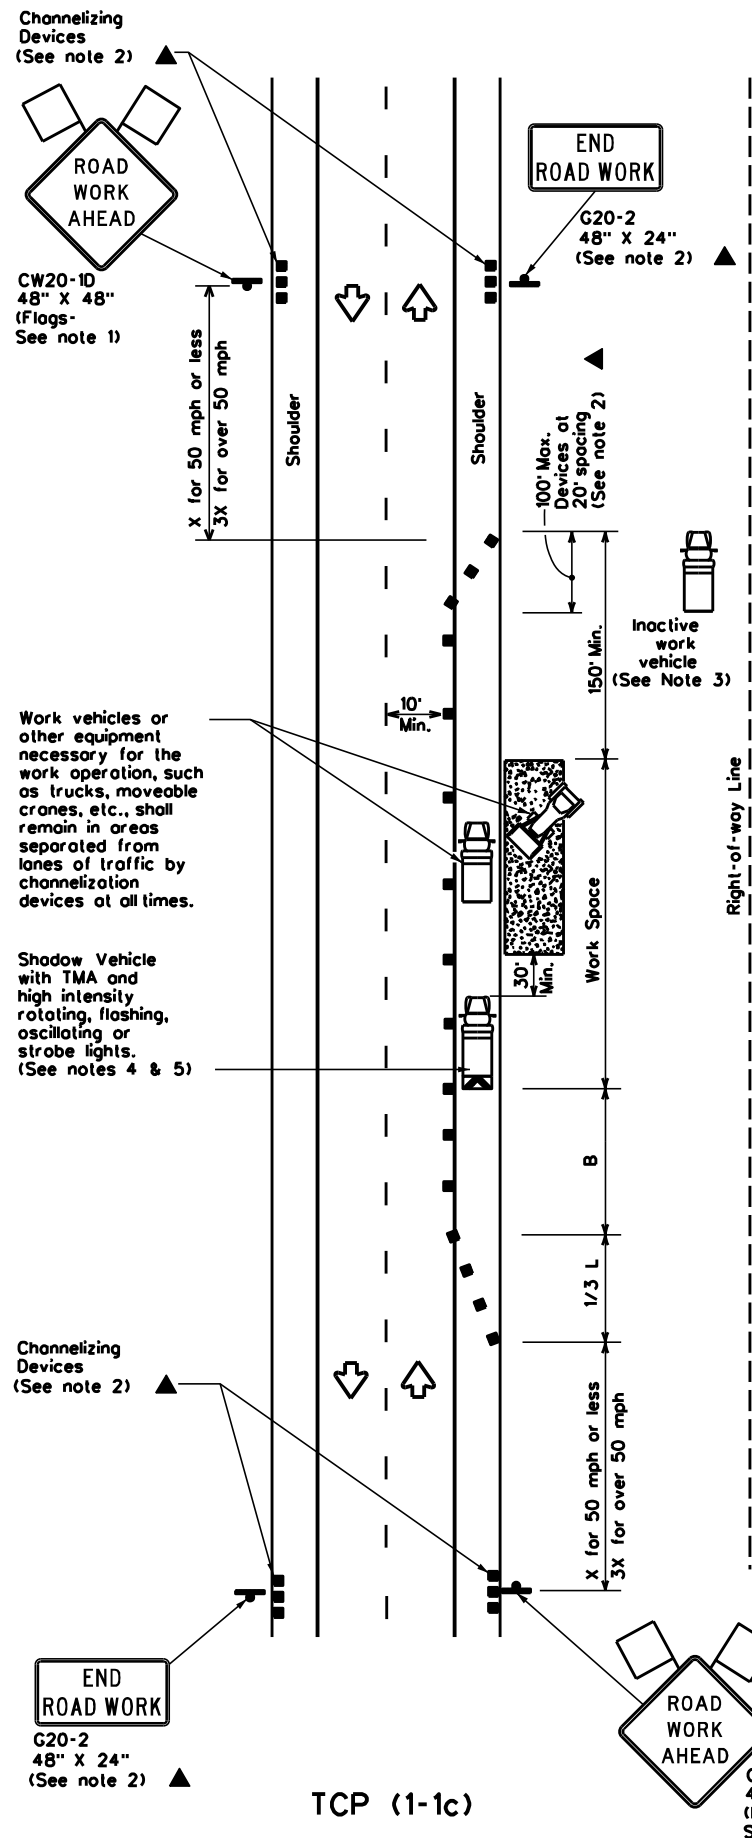 Channelizing
Devices
(See note 2)
ROAD
WORK
AHEAD
CW20-1D
48" X 48"
(Flags-
See note 1)
END
ROAD WORK
G20-2
48" X 24"
(See note 2)
X for 50 mph or less
3X for over 50 mph
Shoulder
Shoulder
100' Max.
Devices at
20' spacing
(See note 2)
150' Min.
Inactive
work
vehicle
(See Note 3)
10'
Min.
Work vehicles or
other equipment
necessary for the
work operation, such
as trucks, moveable
cranes, etc., shall
remain in areas
separated from
lanes of traffic by
channelization
devices at all times.
Right-of-way Line
Work Space
30'
Min.
Shadow Vehicle
with TMA and
high intensity
rotating, flashing,
oscillating or
strobe lights.
(See notes 4 & 5)
B
1/3 L
Channelizing
Devices
(See note 2)
X for 50 mph or less
3X for over 50 mph
END
ROAD WORK
G20-2
48" X 24"
(See note 2)
ROAD
WORK
AHEAD
TCP (1-1c)